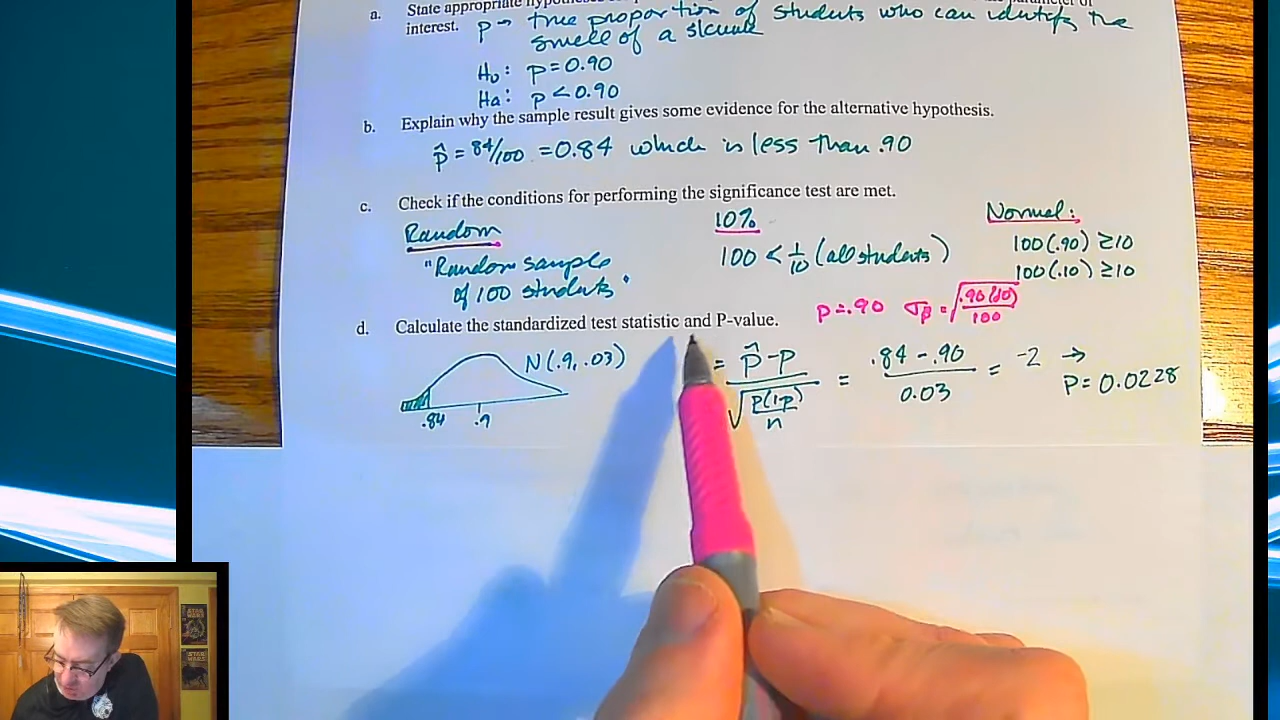 a. State appropriate
interest. p → true proportion of students who can identify the
smell of a skunk
H₀: p=0.90
Ha: p<0.90
b. Explain why the sample result gives some evidence for the alternative hypothesis.
p̂ = 84/100 = 0.84 which is less than .90
c. Check if the conditions for performing the significance test are met.
Random 10% Normal:
"Random sample 100 < 1/10 (all students) 100(.90) ≥10
of 100 students" 100(.10) ≥10
d. Calculate the standardized test statistic and P-value. p=.90 σp̂ = √(.90(.10)/100)
N(.9, .03) = (p̂-p)/√(p(1-p)/n) = (.84 - .90)/0.03 = -2 →
P=0.0228
.84 .9
STAR WARS
STAR WARS